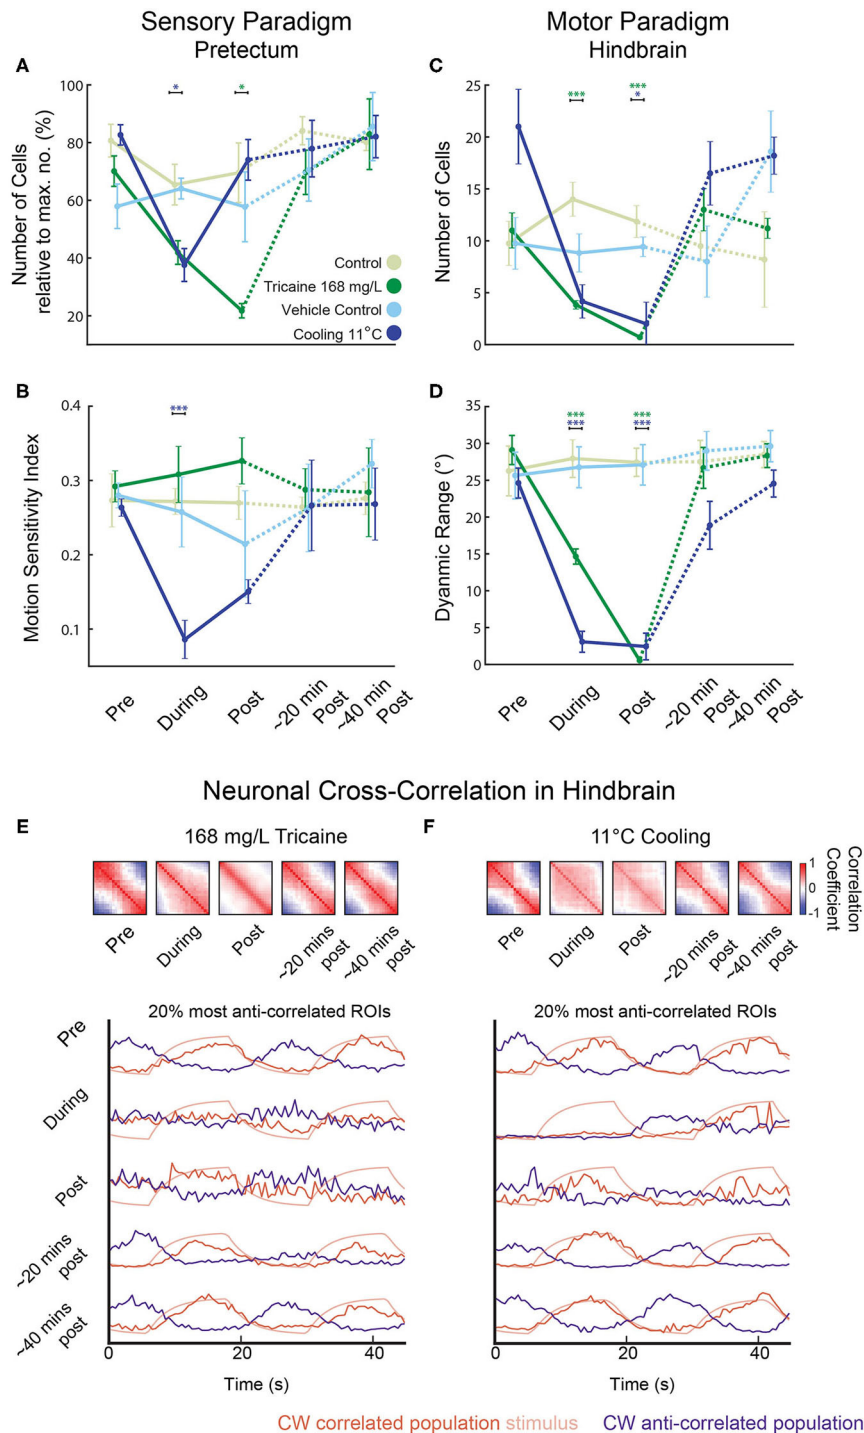 Sensory Paradigm
Pretectum
Motor Paradigm
Hindbrain
A
Number of Cells
relative to max. no. (%)
100
80
60
40
20
*
*
Control
Tricaine 168 mg/L
Vehicle Control
Cooling 11°C
C
Number of Cells
25
20
15
10
5
0
***
***
*
B
Motion Sensitivity Index
0.4
0.3
0.2
0.1
***
Pre
During
Post
~20 min
Post
~40 min
Post
D
Dyanmic Range (°)
35
30
25
20
15
10
5
0
***
***
***
***
Pre
During
Post
~20 min
Post
~40 min
Post
Neuronal Cross-Correlation in Hindbrain
E
168 mg/L Tricaine
Pre
During
Post
~20 mins
post
~40 mins
post
F
11°C Cooling
Pre
During
Post
~20 mins
post
~40 mins
post
1
0
-1
Correlation
Coefficient
20% most anti-correlated ROIs
20% most anti-correlated ROIs
Pre
During
Post
~20 mins
post
~40 mins
post
0
20
40
Time (s)
0
20
40
Time (s)
CW correlated population stimulus CW anti-correlated population